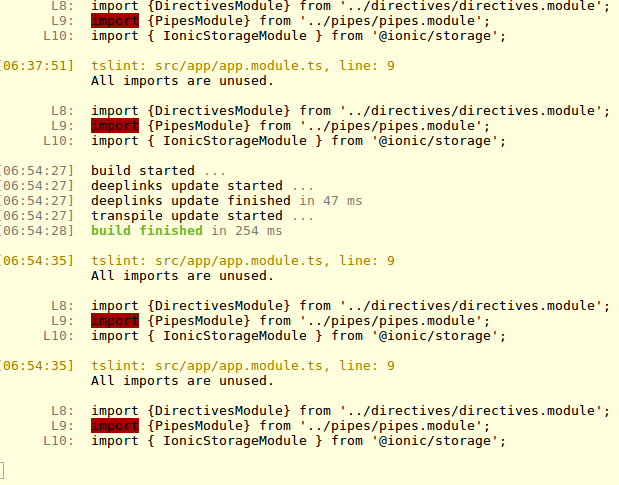 L8: import {DirectivesModule} from '../directives/directives.module';
L9: import {PipesModule} from '../pipes/pipes.module';
L10: import { IonicStorageModule } from '@ionic/storage';
[06:37:51] tslint: src/app/app.module.ts, line: 9
All imports are unused.
L8: import {DirectivesModule} from '../directives/directives.module';
L9: import {PipesModule} from '../pipes/pipes.module';
L10: import { IonicStorageModule } from '@ionic/storage';
[06:54:27] build started ...
[06:54:27] deeplinks update started ...
[06:54:27] deeplinks update finished in 47 ms
[06:54:27] transpile update started ...
[06:54:28] build finished in 254 ms
[06:54:35] tslint: src/app/app.module.ts, line: 9
All imports are unused.
L8: import {DirectivesModule} from '../directives/directives.module';
L9: import {PipesModule} from '../pipes/pipes.module';
L10: import { IonicStorageModule } from '@ionic/storage';
[06:54:35] tslint: src/app/app.module.ts, line: 9
All imports are unused.
L8: import {DirectivesModule} from '../directives/directives.module';
L9: import {PipesModule} from '../pipes/pipes.module';
L10: import { IonicStorageModule } from '@ionic/storage';